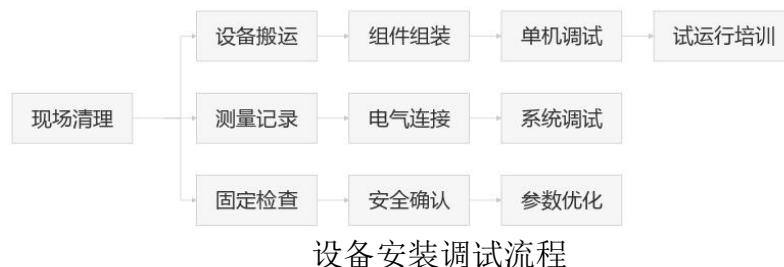 设备搬运 组件组装 单机调试 试运行培训
现场清理 测量记录 电气连接 系统调试
固定检查 安全确认 参数优化
设备安装调试流程